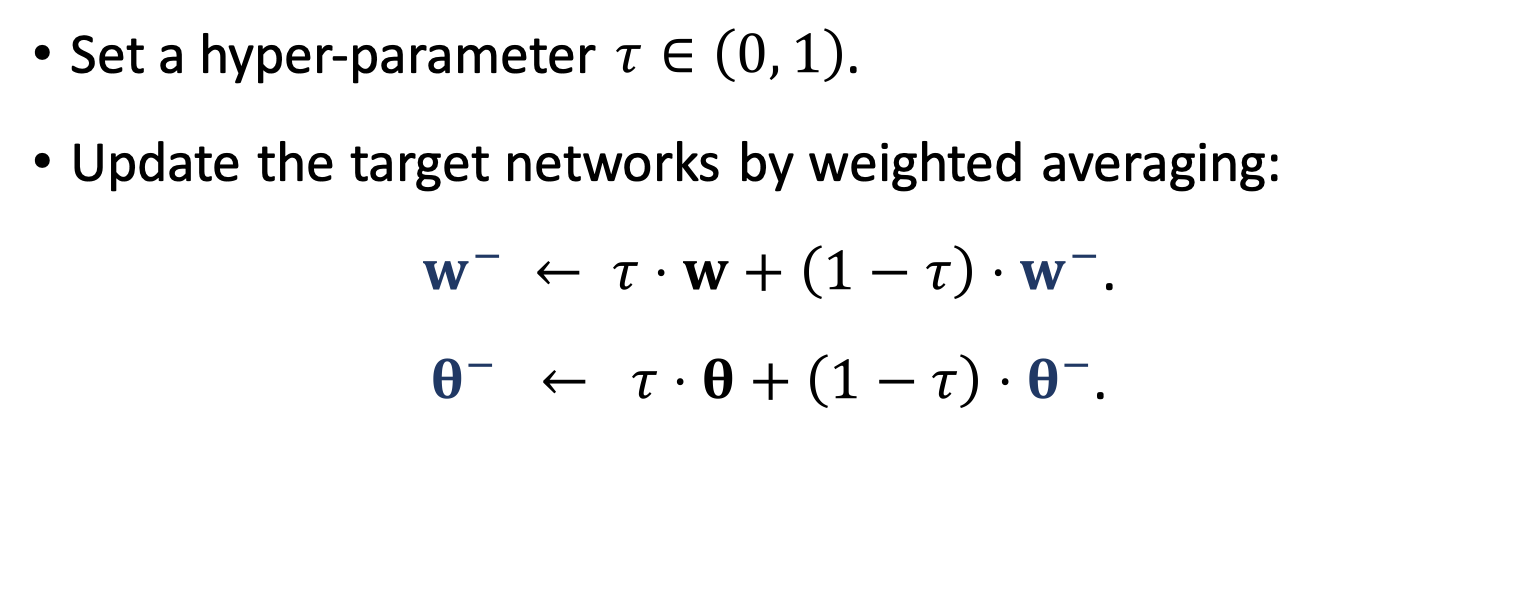 • Set a hyper-parameter τ ∈ (0, 1).
• Update the target networks by weighted averaging:
w⁻ ← τ · w + (1 − τ) · w⁻.
θ⁻ ← τ · θ + (1 − τ) · θ⁻.